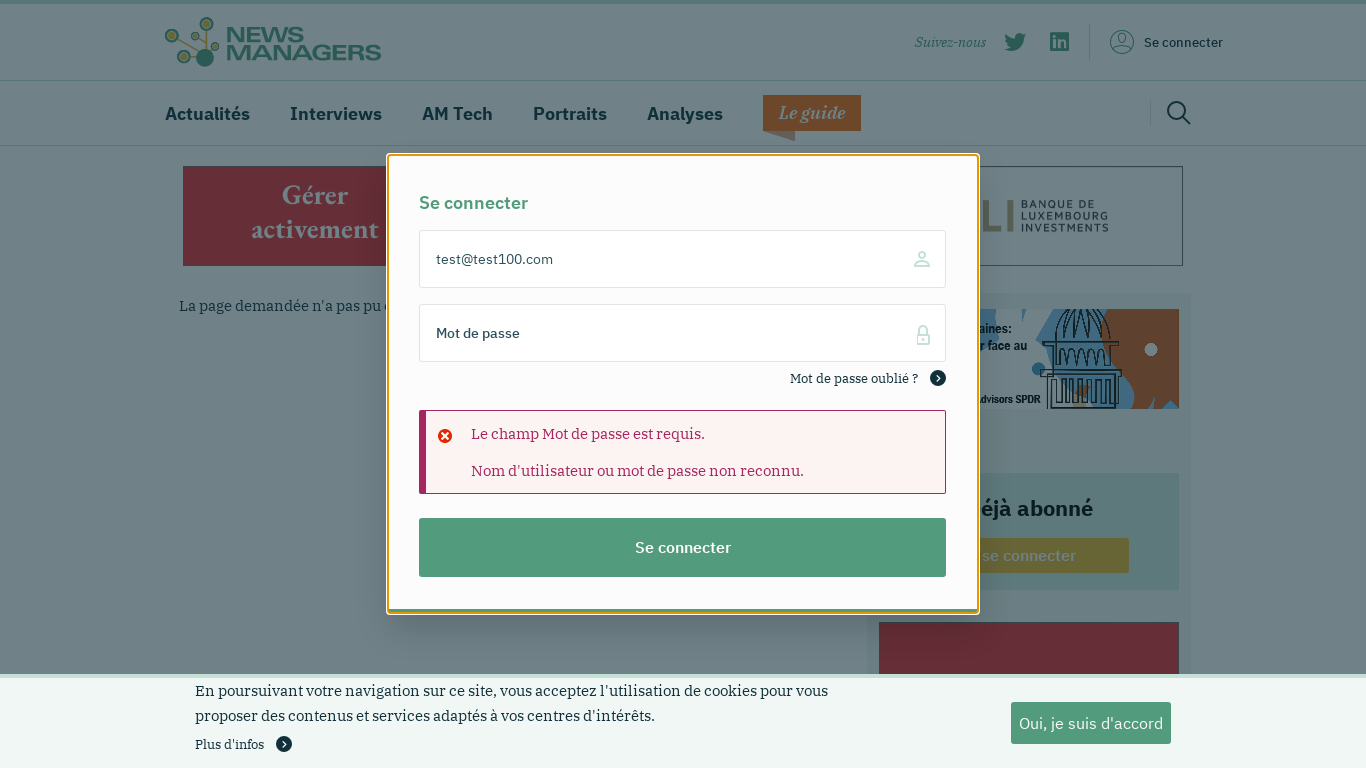 NEWS
MANAGERS
Suivez-nous
Se connecter
Actualités
Interviews
AM Tech
Portraits
Analyses
Le guide
Gérer
activement
BANQUE DE
LUXEMBOURG
INVESTMENTS
La page demandée n'a pas pu
Se connecter
test@test100.com
Mot de passe
Mot de passe oublié ?
Le champ Mot de passe est requis.
Nom d'utilisateur ou mot de passe non reconnu.
Se connecter
face au
SPDR
abonné
se connecter
En poursuivant votre navigation sur ce site, vous acceptez l'utilisation de cookies pour vous
proposer des contenus et services adaptés à vos centres d'intérêts.
Plus d'infos
Oui, je suis d'accord